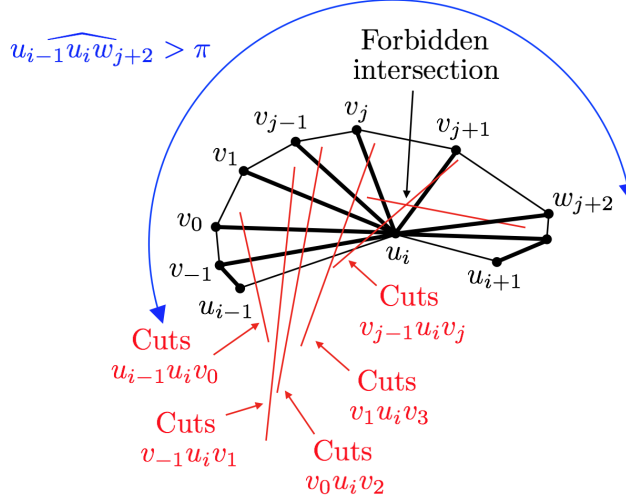 $\widehat{u_{i-1}u_iw_{j+2}} > \pi$
Forbidden
intersection
$v_j$
$v_{j-1}$
$v_{j+1}$
$v_1$
$w_{j+2}$
$v_0$
$u_i$
$v_{-1}$
$u_{i+1}$
$u_{i-1}$
Cuts
$v_{j-1}u_iv_j$
Cuts
$u_{i-1}u_iv_0$
Cuts
$v_1u_iv_3$
Cuts
$v_{-1}u_iv_1$
Cuts
$v_0u_iv_2$